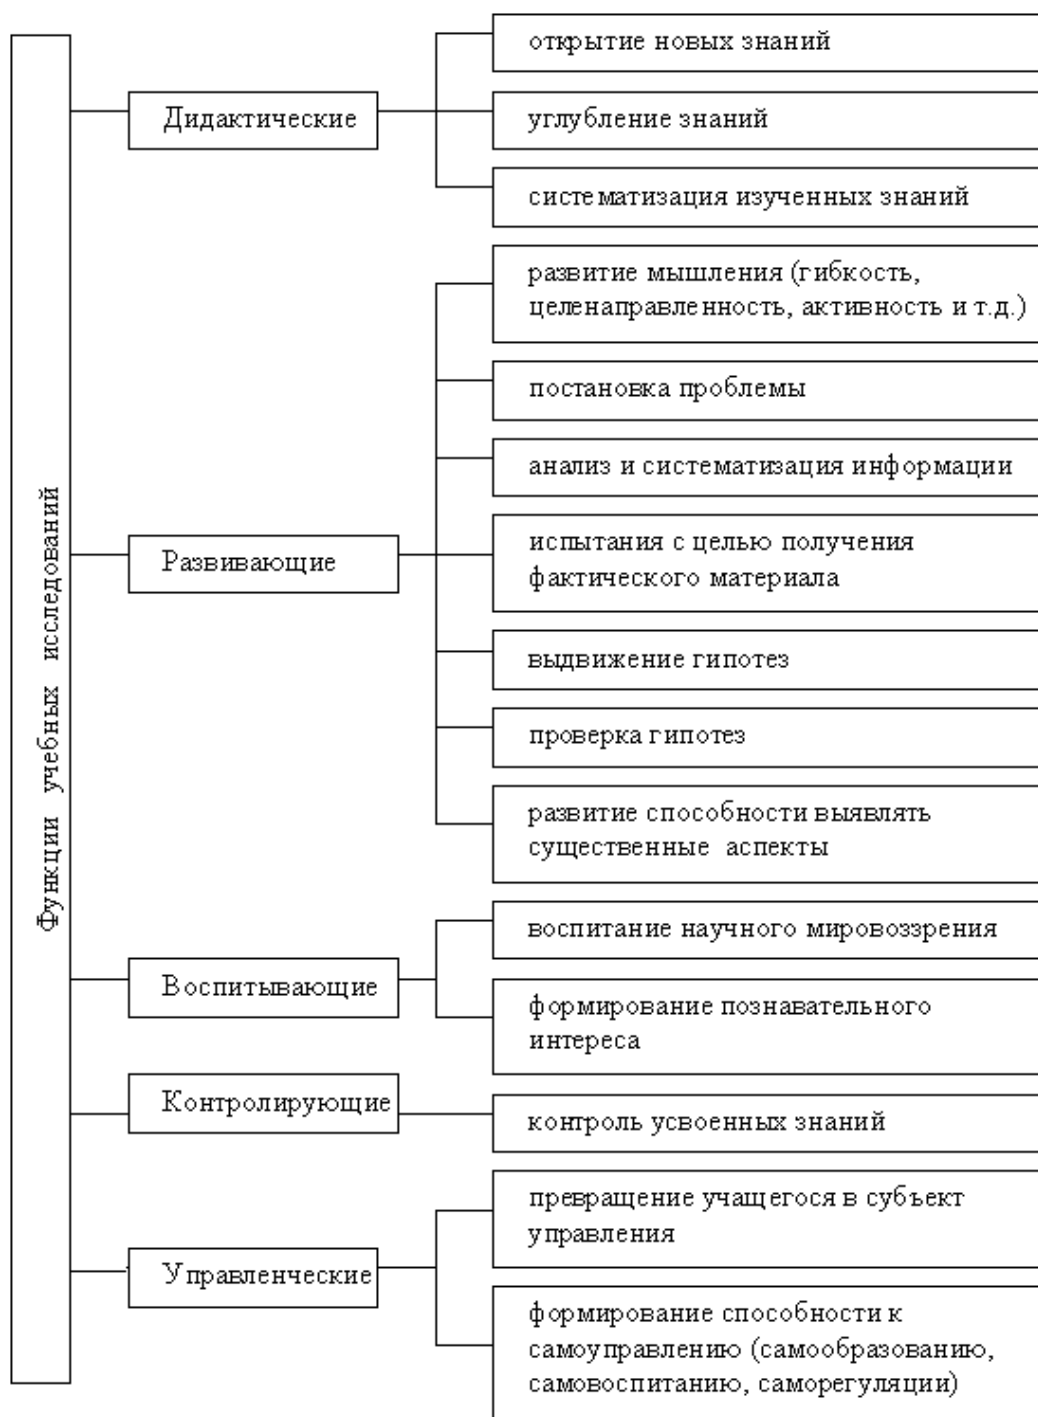 Функции учебных исследований
Дидактические
открытие новых знаний
углубление знаний
систематизация изученных знаний
Развивающие
развитие мышления (гибкость,
целенаправленность, активность и т.д.)
постановка проблемы
анализ и систематизация информации
испытания с целью получения
фактического материала
выдвижение гипотез
проверка гипотез
развитие способности выявлять
существенные аспекты
Воспитывающие
воспитание научного мировоззрения
формирование познавательного
интереса
Контролирующие
контроль усвоенных знаний
Управленческие
превращение учащегося в субъект
управления
формирование способности к
самоуправлению (самообразованию,
самовоспитанию, саморегуляции)